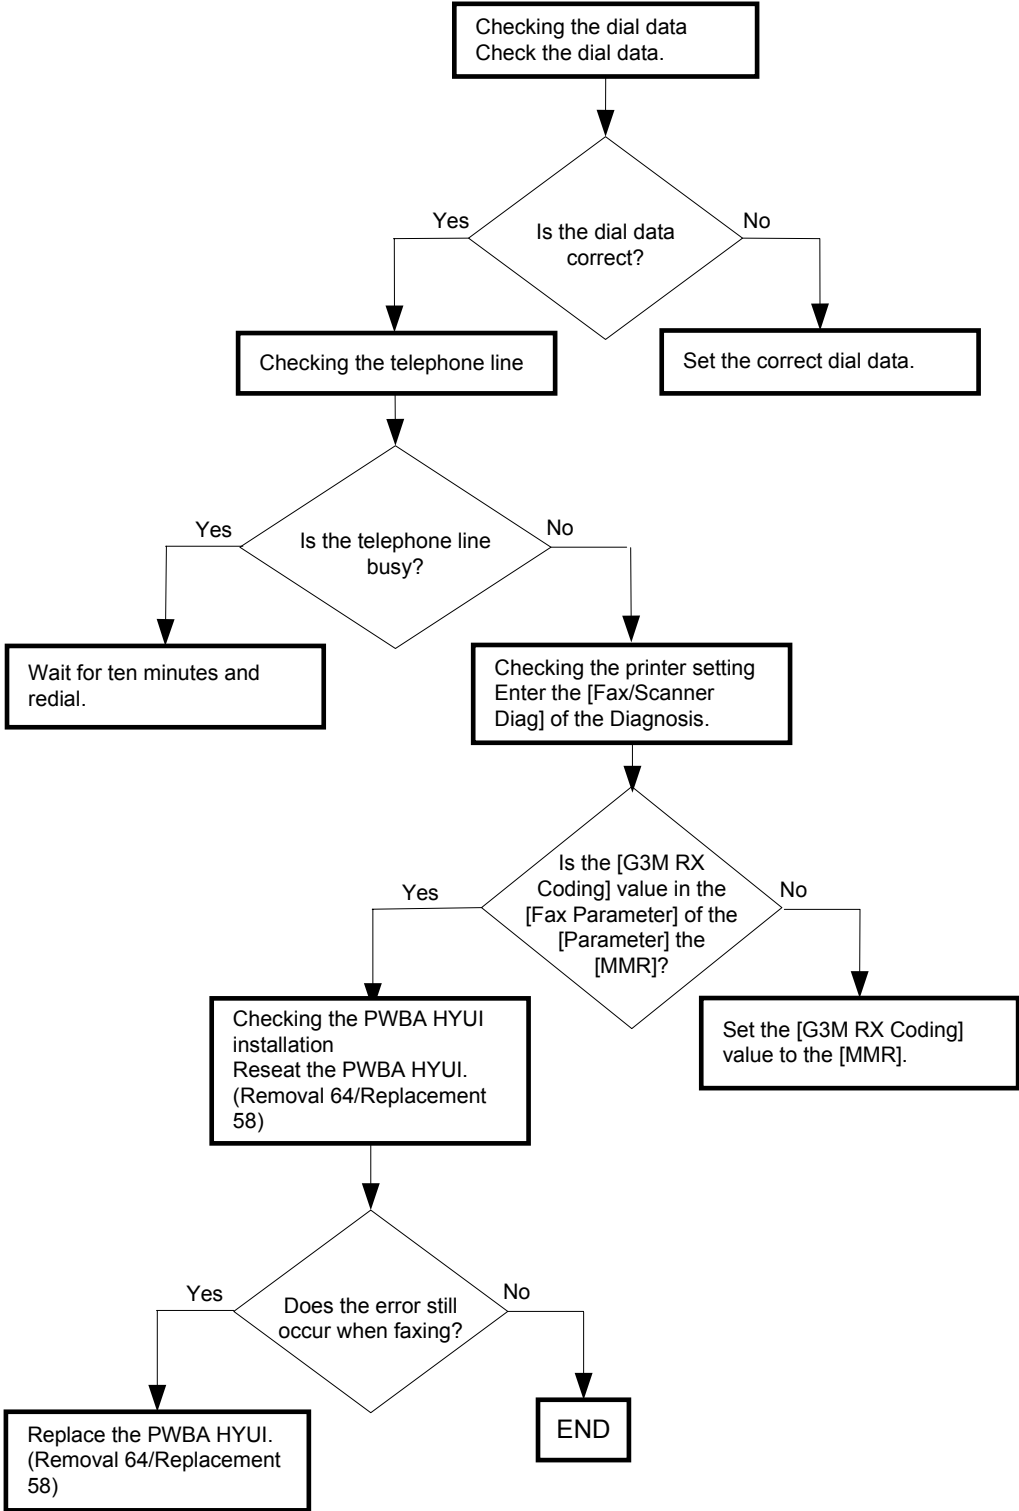 Checking the dial data
Check the dial data.
Yes
No
Is the dial data
correct?
Checking the telephone line
Set the correct dial data.
Yes
No
Is the telephone line
busy?
Wait for ten minutes and
redial.
Checking the printer setting
Enter the [Fax/Scanner
Diag] of the Diagnosis.
Yes
No
Is the [G3M RX
Coding] value in the
[Fax Parameter] of the
[Parameter] the
[MMR]?
Checking the PWBA HYUI
installation
Reseat the PWBA HYUI.
(Removal 64/Replacement
58)
Set the [G3M RX Coding]
value to the [MMR].
Yes
No
Does the error still
occur when faxing?
Replace the PWBA HYUI.
(Removal 64/Replacement
58)
END